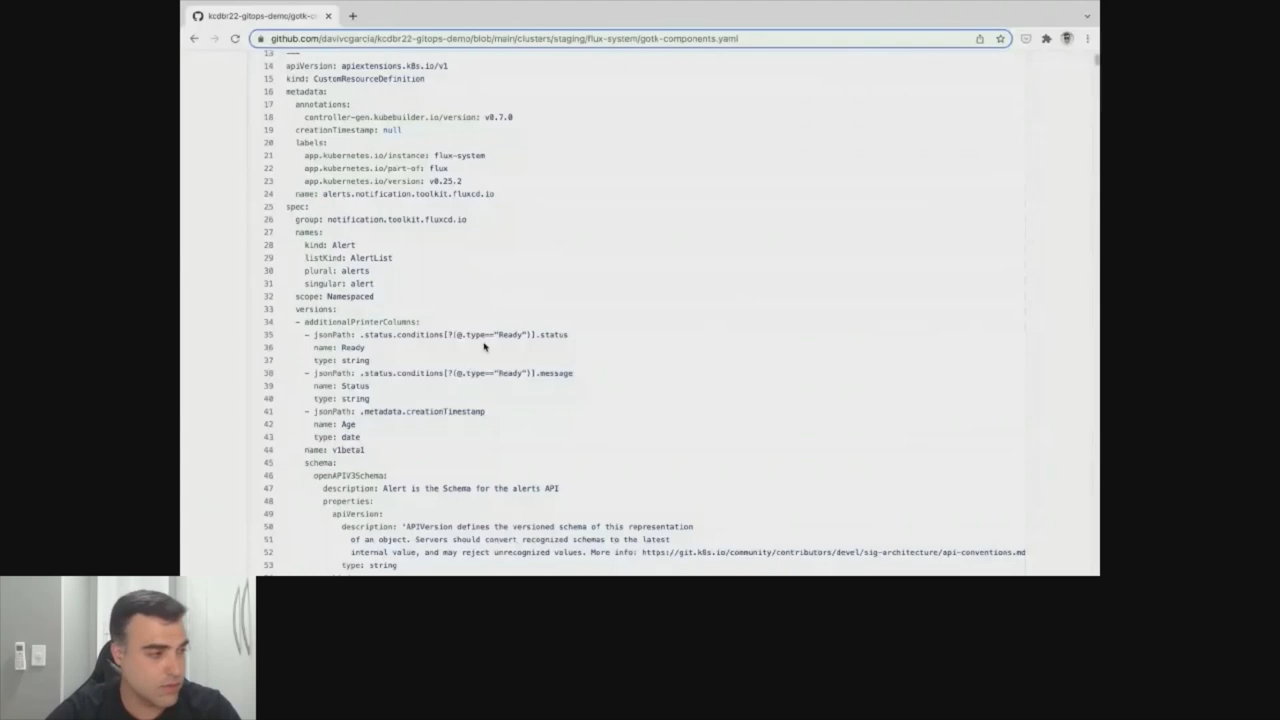 kcdbr22-gitops-demo/gotk-c
github.com/davivcgarcia/kcdbr22-gitops-demo/blob/main/clusters/staging/flux-system/gotk-components.yaml
13 ---
14 apiVersion: apiextensions.k8s.io/v1
15 kind: CustomResourceDefinition
16 metadata:
17 annotations:
18 controller-gen.kubebuilder.io/version: v0.7.0
19 creationTimestamp: null
20 labels:
21 app.kubernetes.io/instance: flux-system
22 app.kubernetes.io/part-of: flux
23 app.kubernetes.io/version: v0.25.2
24 name: alerts.notification.toolkit.fluxcd.io
25 spec:
26 group: notification.toolkit.fluxcd.io
27 names:
28 kind: Alert
29 listKind: AlertList
30 plural: alerts
31 singular: alert
32 scope: Namespaced
33 versions:
34 - additionalPrinterColumns:
35 - jsonPath: .status.conditions[?(@.type=="Ready")].status
36 name: Ready
37 type: string
38 - jsonPath: .status.conditions[?(@.type=="Ready")].message
39 name: Status
40 type: string
41 - jsonPath: .metadata.creationTimestamp
42 name: Age
43 type: date
44 name: v1beta1
45 schema:
46 openAPIV3Schema:
47 description: Alert is the Schema for the alerts API
48 properties:
49 apiVersion:
50 description: 'APIVersion defines the versioned schema of this representation
51 of an object. Servers should convert recognized schemas to the latest
52 internal value, and may reject unrecognized values. More info: https://git.k8s.io/community/contributors/devel/sig-architecture/api-conventions.md
53 type: string